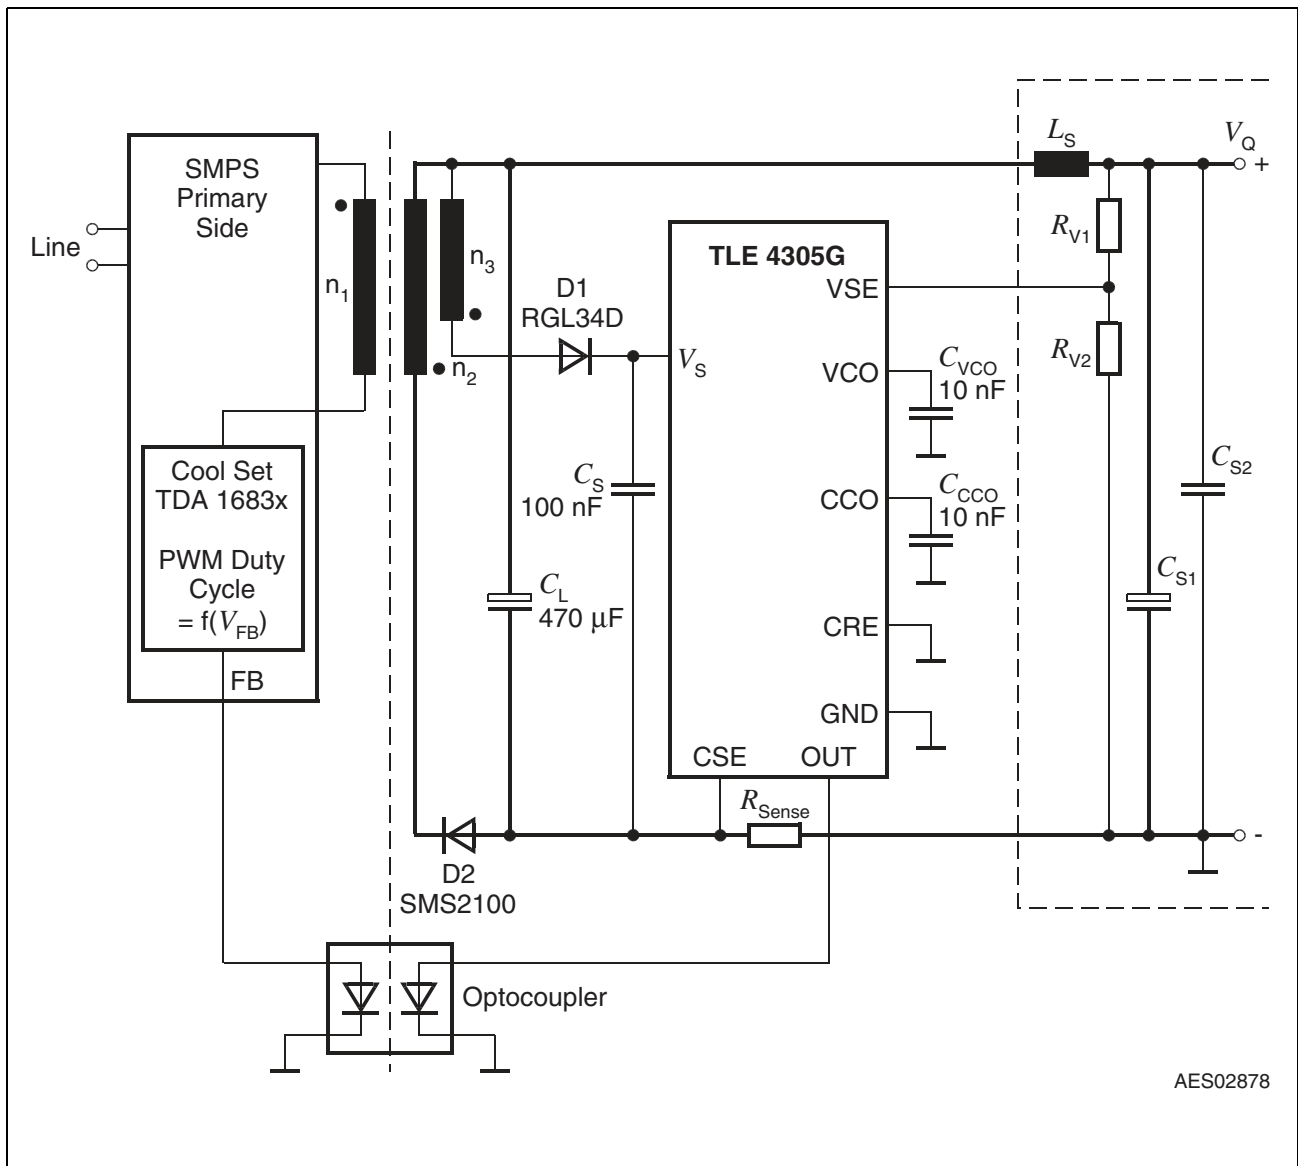 SMPS
Primary
Side
Line
n1
n2
n3
D1
RGL34D
TLE 4305G
VS
VSE
VCO
CCO
CRE
GND
CSE
OUT
CVCO
10 nF
CCCO
10 nF
LS
VQ
+
RV1
RV2
CS2
CS1
-
Cool Set
TDA 1683x
PWM Duty
Cycle
= f(VFB)
FB
CS
100 nF
CL
470 µF
RSense
D2
SMS2100
Optocoupler
AES02878